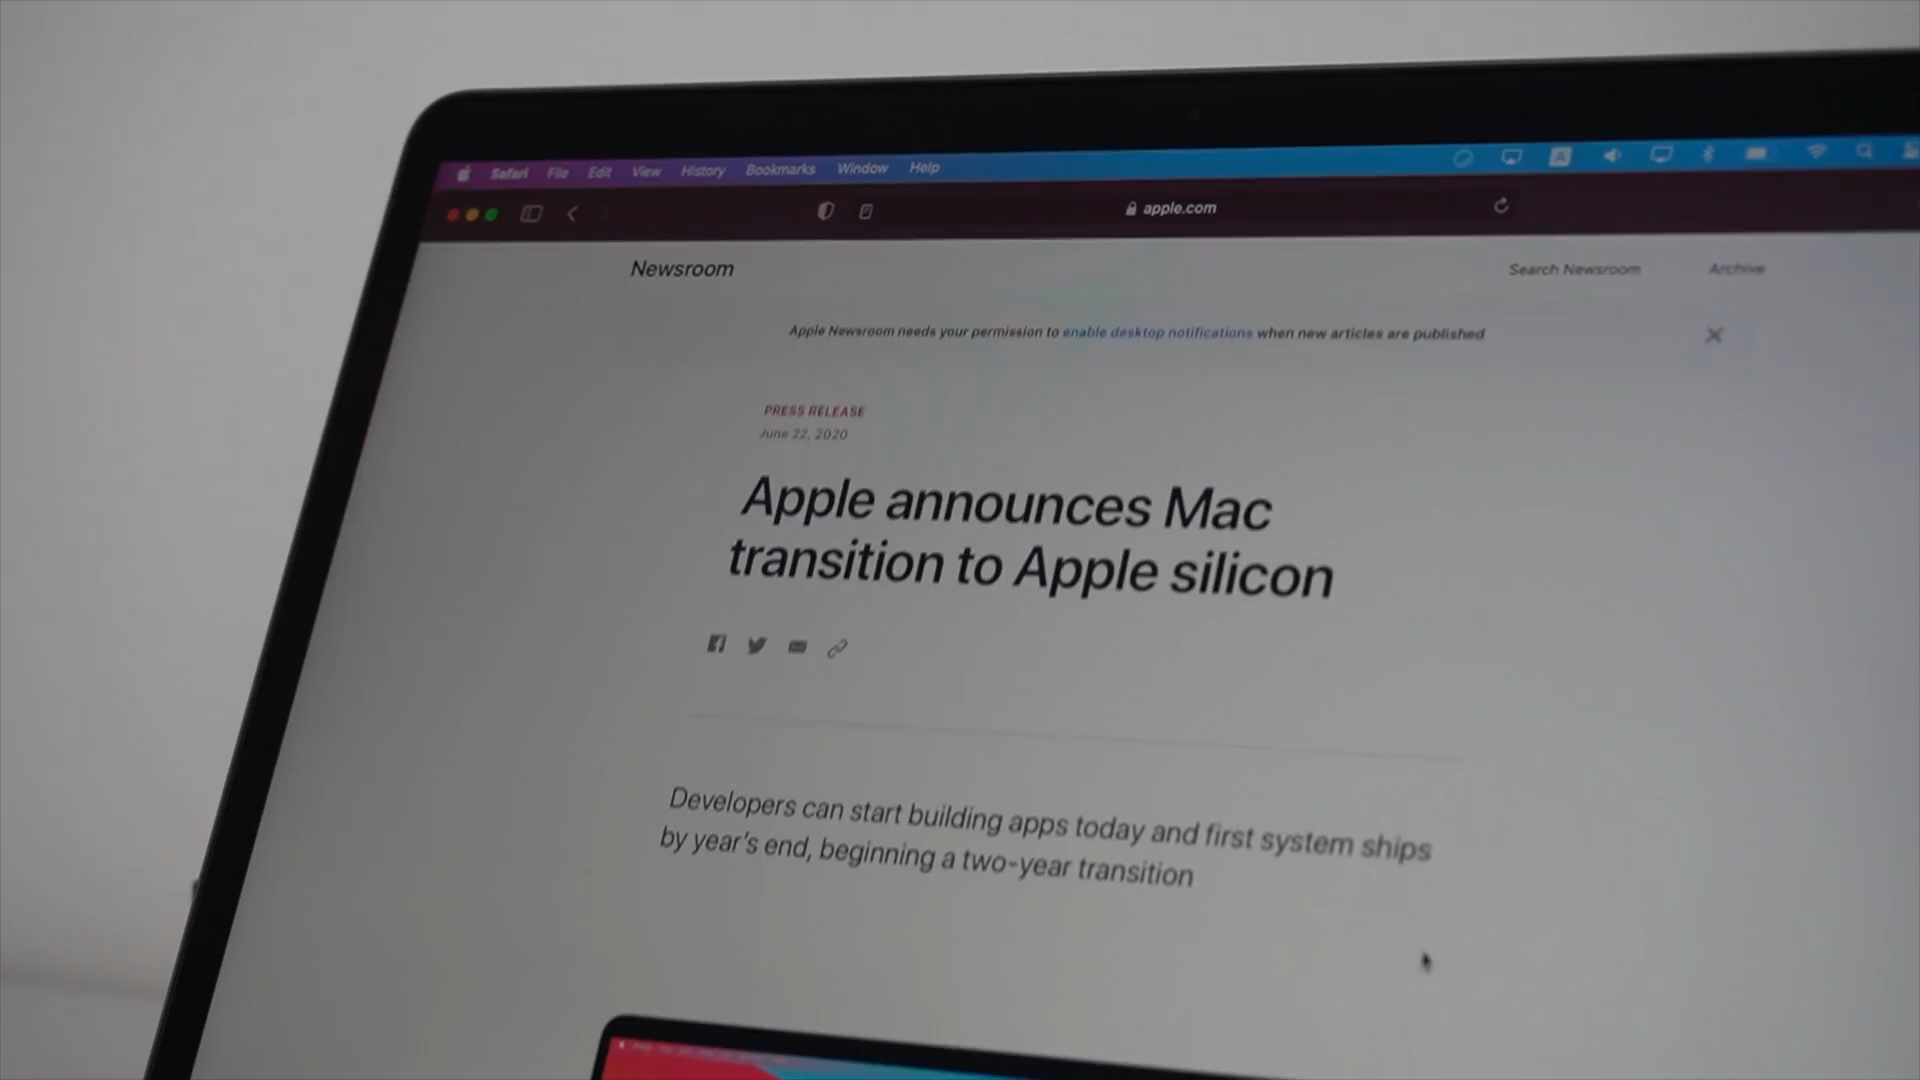 Safari File Edit View History Bookmarks Window Help
A
apple.com
Newsroom
Search Newsroom
Archive
Apple Newsroom needs your permission to enable desktop notifications when new articles are published
PRESS RELEASE
June 22, 2020
Apple announces Mac
transition to Apple silicon
Developers can start building apps today and first system ships
by year's end, beginning a two-year transition